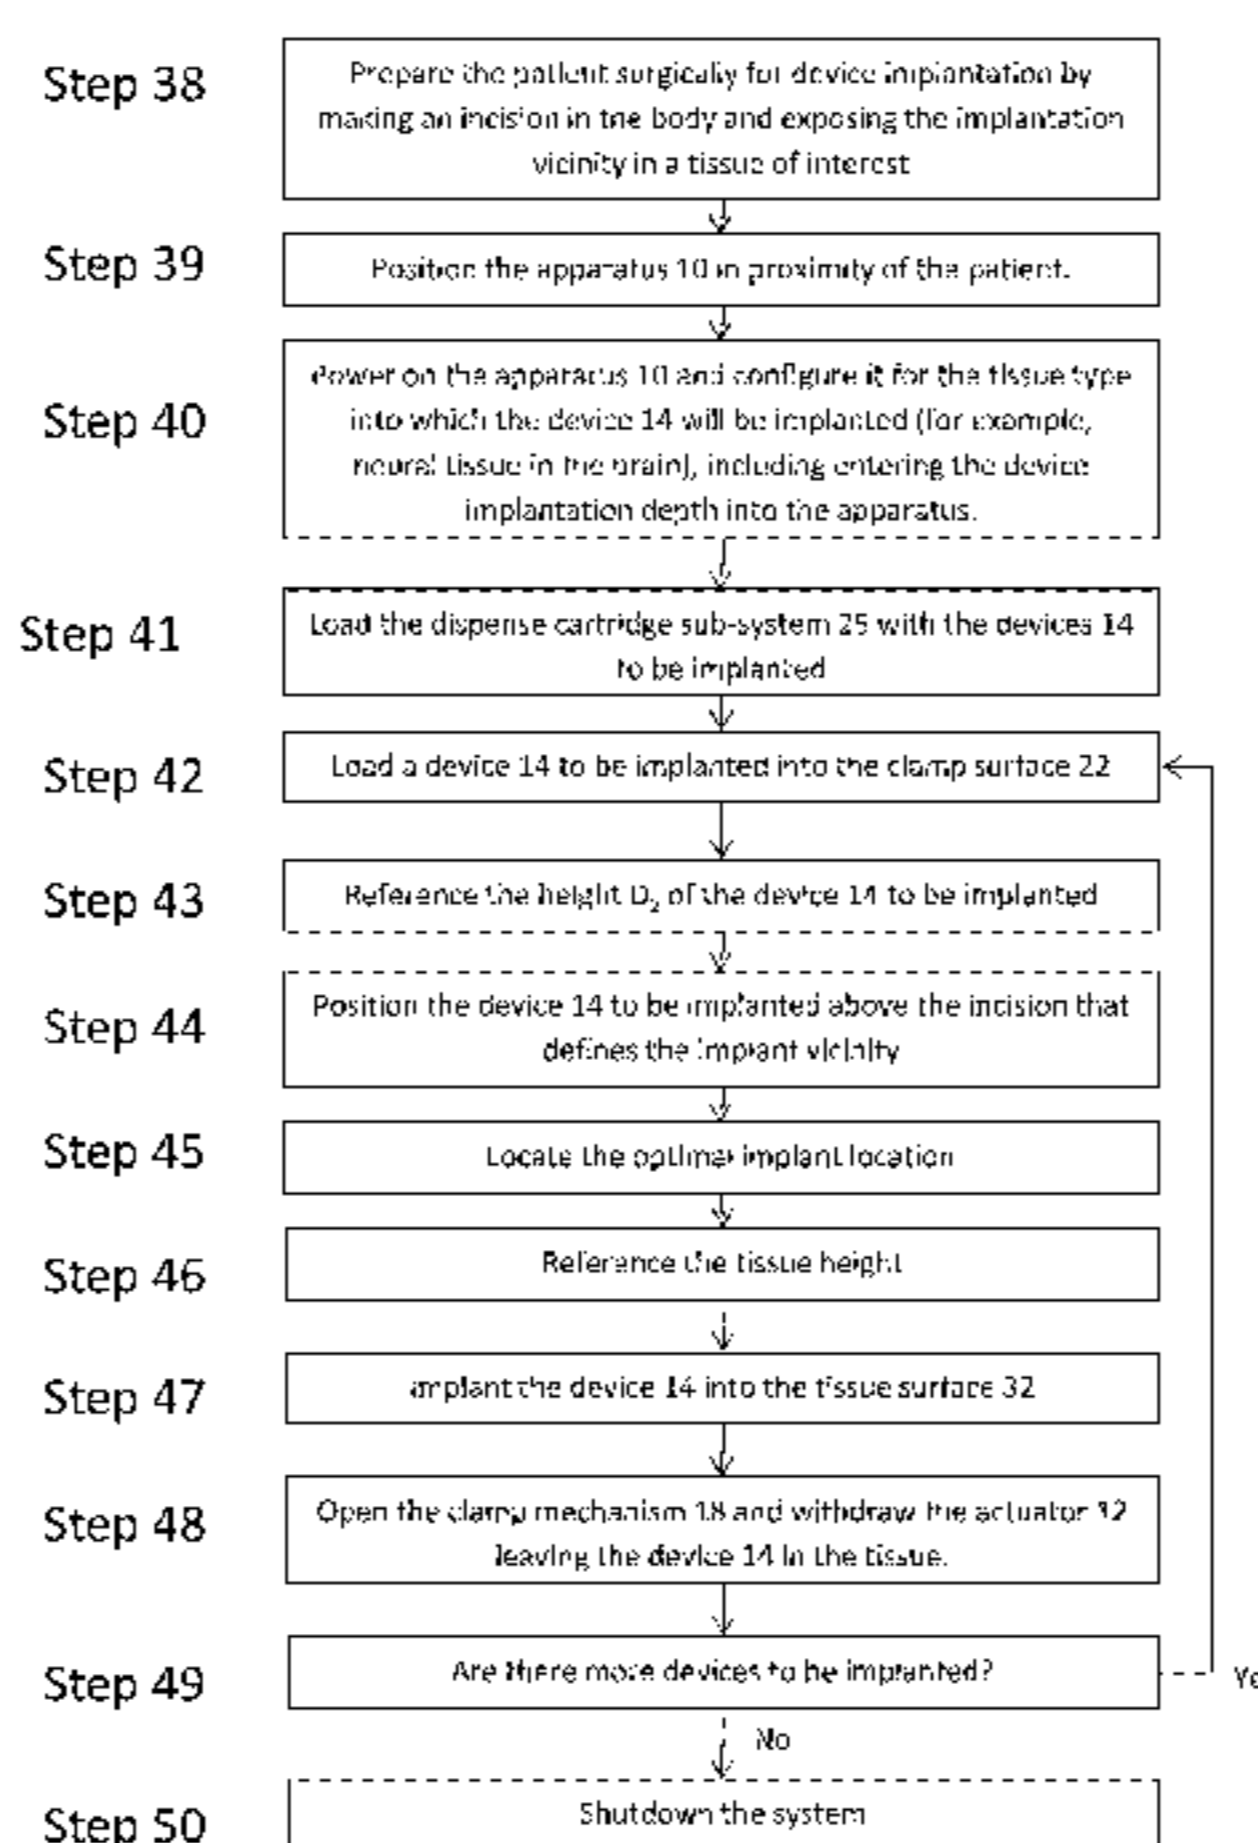 Step 38
Prepare the patient surgically for device implantation by
making an incision in the body and exposing the implantation
vicinity in a tissue of interest
Step 39
Position the apparatus 10 in proximity of the patient.
Step 40
Power on the apparatus 10 and configure it for the tissue type
into which the device 14 will be implanted (for example,
neural tissue in the brain), including entering the device
implantation depth into the apparatus.
Step 41
Load the dispense cartridge sub-system 25 with the devices 14
to be implanted
Step 42
Load a device 14 to be implanted into the clamp surface 22
Step 43
Reference the height D₂ of the device 14 to be implanted
Step 44
Position the device 14 to be implanted above the incision that
defines the implant vicinity
Step 45
Locate the optimal implant location
Step 46
Reference the tissue height
Step 47
Implant the device 14 into the tissue surface 32
Step 48
Open the clamp mechanism 18 and withdraw the actuator 12
leaving the device 14 in the tissue.
Step 49
Are there more devices to be implanted?
Ye
No
Step 50
Shutdown the system